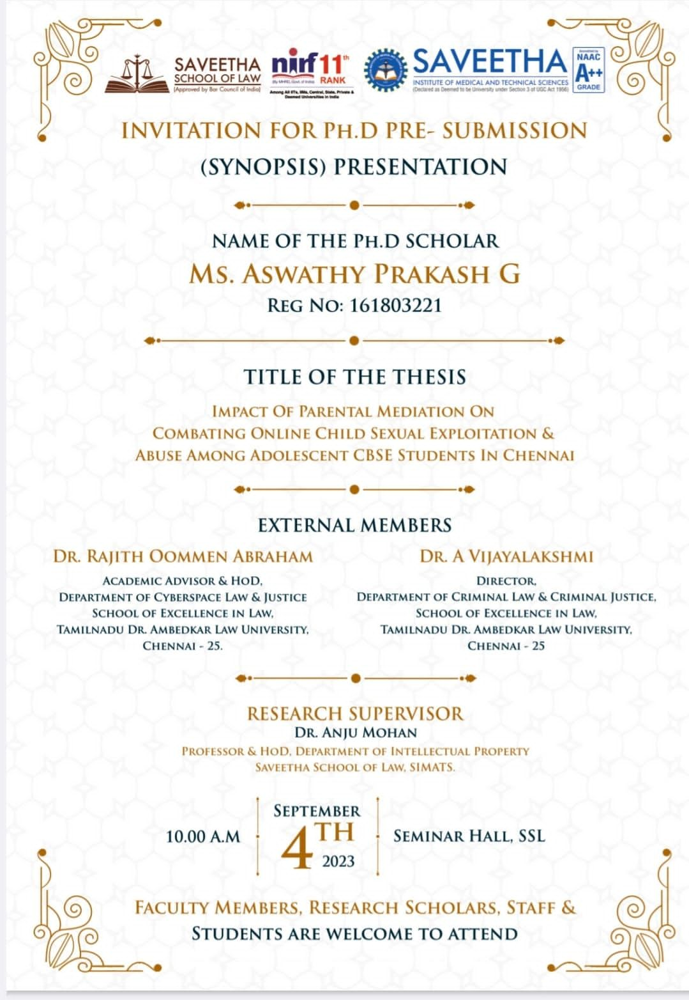 SAVEETHA
SCHOOL OF LAW
(Approved by Bar Council of India)
nirf 11th
RANK
(By MHRD, Govt. of India)
Among All IITs, IIMs, Central, State, Private &
Deemed Universities in India
SAVEETHA
INSTITUTE OF MEDICAL AND TECHNICAL SCIENCES
(Declared as Deemed to be University under Section 3 of UGC Act 1956)
Accredited by
NAAC
A++
GRADE
INVITATION FOR PH.D PRE- SUBMISSION
(SYNOPSIS) PRESENTATION
NAME OF THE PH.D SCHOLAR
MS. ASWATHY PRAKASH G
REG NO: 161803221
TITLE OF THE THESIS
IMPACT OF PARENTAL MEDIATION ON
COMBATING ONLINE CHILD SEXUAL EXPLOITATION &
ABUSE AMONG ADOLESCENT CBSE STUDENTS IN CHENNAI
EXTERNAL MEMBERS
DR. RAJITH OOMMEN ABRAHAM
ACADEMIC ADVISOR & HOD,
DEPARTMENT OF CYBERSPACE LAW & JUSTICE
SCHOOL OF EXCELLENCE IN LAW,
TAMILNADU DR. AMBEDKAR LAW UNIVERSITY,
CHENNAI - 25.
DR. A VIJAYALAKSHMI
DIRECTOR,
DEPARTMENT OF CRIMINAL LAW & CRIMINAL JUSTICE,
SCHOOL OF EXCELLENCE IN LAW,
TAMILNADU DR. AMBEDKAR LAW UNIVERSITY,
CHENNAI - 25
RESEARCH SUPERVISOR
DR. ANJU MOHAN
PROFESSOR & HOD, DEPARTMENT OF INTELLECTUAL PROPERTY
SAVEETHA SCHOOL OF LAW, SIMATS.
10.00 A.M
SEPTEMBER
4TH
2023
SEMINAR HALL, SSL
FACULTY MEMBERS, RESEARCH SCHOLARS, STAFF &
STUDENTS ARE WELCOME TO ATTEND